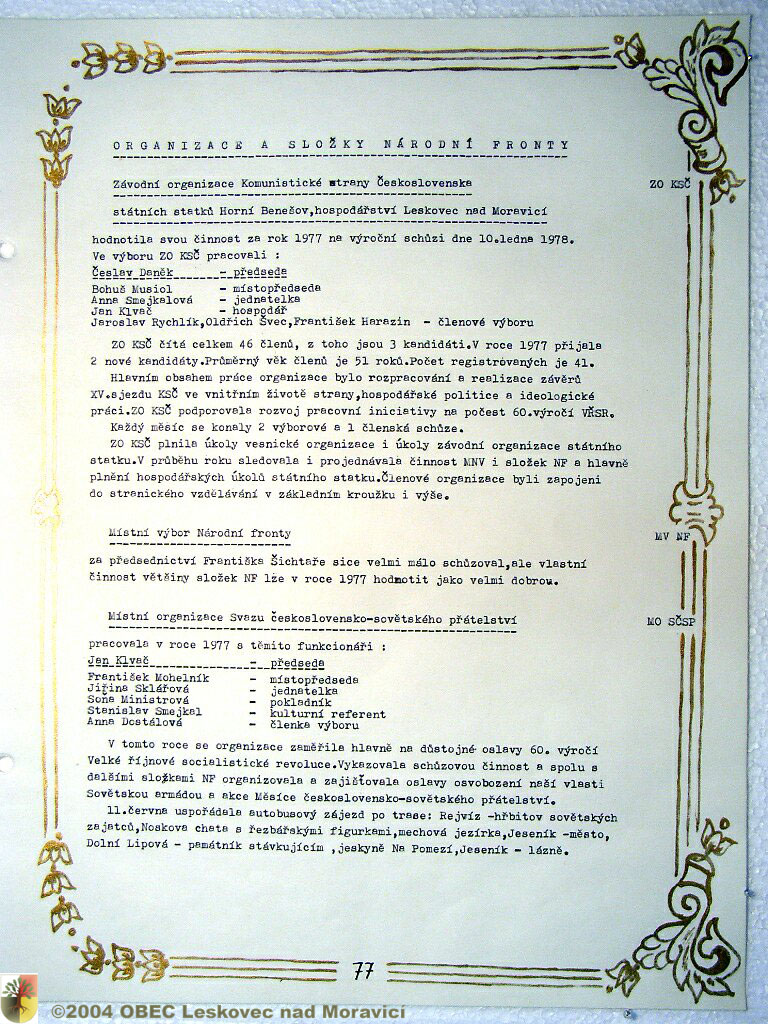 ORGANIZACE A SLOŽKY NÁRODNÍ FRONTY
Závodní organizace Komunistické strany Československa
ZO KSČ
státních statků Horní Benešov,hospodářství Leskovec nad Moravicí
hodnotila svou činnost za rok 1977 na výroční schůzi dne 10.ledna 1978.
Ve výboru ZO KSČ pracovali :
Česlav Daněk - předseda
Bohuš Musiol - místopředseda
Anna Smejkalová - jednatelka
Jan Klvač - hospodář
Jaroslav Rychlík,Oldřich Švec,František Harazin - členové výboru
ZO KSČ čítá celkem 46 členů, z toho jsou 3 kandidáti.V roce 1977 přijala
2 nové kandidáty.Průměrný věk členů je 51 roků.Počet registrovaných je 41.
Hlavním obsahem práce organizace bylo rozpracování a realizace závěrů
XV.sjezdu KSČ ve vnitřním životě strany,hospodářské politice a ideologické
práci.ZO KSČ podporovala rozvoj pracovní iniciativy na počest 60.výročí VŘSR.
Každý měsíc se konaly 2 výborové a 1 členská schůze.
ZO KSČ plnila úkoly vesnické organizace i úkoly závodní organizace státního
statku.V průběhu roku sledovala i projednávala činnost MNV i složek NF a hlavně
plnění hospodářských úkolů státního statku.Členové organizace byli zapojeni
do stranického vzdělávání v základním kroužku i výše.
Místní výbor Národní fronty
MV NF
za předsednictví Františka Šichtaře sice velmi málo schůzoval,ale vlastní
činnost většiny složek NF lze v roce 1977 hodnotit jako velmi dobrou.
Místní organizace Svazu československo-sovětského přátelství
MO SČSP
pracovala v roce 1977 s těmito funkcionáři :
Jan Klvač - předseda
František Mohelník - místopředseda
Jiřina Sklářová - jednatelka
Soňa Ministrová - pokladník
Stanislav Smejkal - kulturní referent
Anna Dostálová - členka výboru
V tomto roce se organizace zaměřila hlavně na důstojné oslavy 60. výročí
Velké říjnové socialistické revoluce.Vykazovala schůzovou činnost a spolu s
dalšími složkami NF organizovala a zajišťovala oslavy osvobození naší vlasti
Sovětskou armádou a akce Měsíce československo-sovětského přátelství.
11.června uspořádala autobusový zájezd po trase: Rejvíz -hřbitov sovětských
zajatců,Noskova chata s řezbářskými figurkami,mechová jezírka,Jeseník -město,
Dolní Lipová - památník stávkujícím ,jeskyně Na Pomezí,Jeseník - lázně.
77
©2004 OBEC Leskovec nad Moravicí